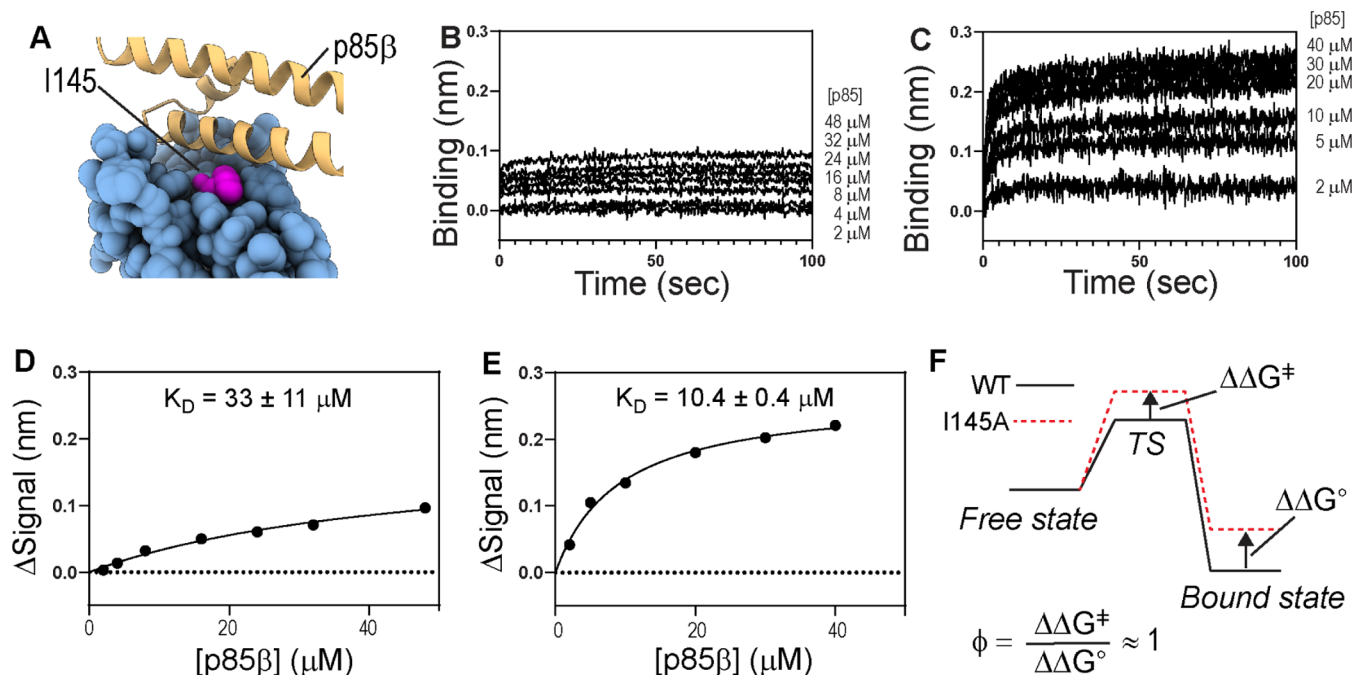 A
p85β
I145
B
Binding (nm)
0.3
0.2
0.1
0.0
0
50
100
Time (sec)
[p85]
48 μM
32 μM
24 μM
16 μM
8 μM
4 μM
2 μM
C
Binding (nm)
0.3
0.2
0.1
0.0
0
50
100
Time (sec)
[p85]
40 μM
30 μM
20 μM
10 μM
5 μM
2 μM
D
K_D = 33 ± 11 μM
ΔSignal (nm)
0.3
0.2
0.1
0.0
0
20
40
[p85β] (μM)
E
K_D = 10.4 ± 0.4 μM
ΔSignal (nm)
0.3
0.2
0.1
0.0
0
20
40
[p85β] (μM)
F
WT
I145A
ΔΔG‡
TS
Free state
ΔΔG°
Bound state
ϕ = ΔΔG‡ / ΔΔG° ≈ 1